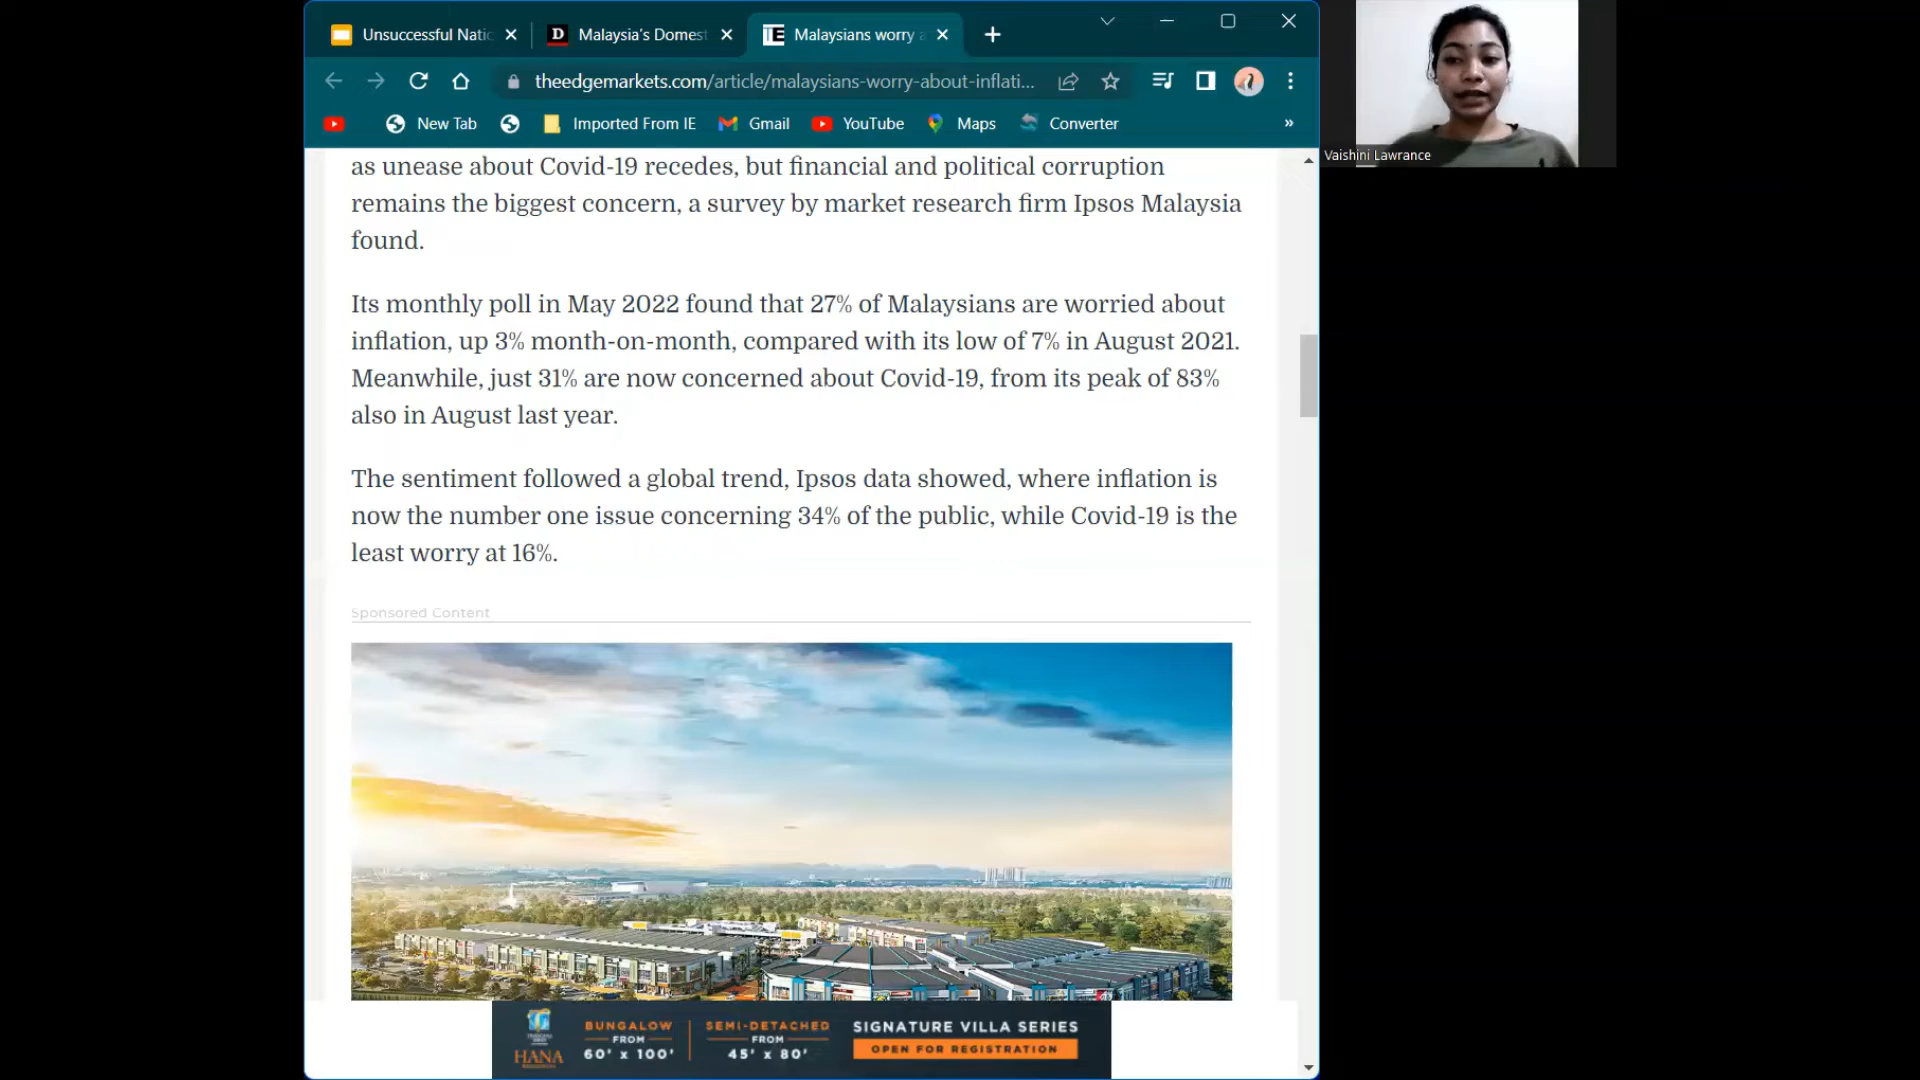 Unsuccessful Natic
D Malaysia's Domest
TE Malaysians worry a
theedgemarkets.com/article/malaysians-worry-about-inflati...
New Tab
Imported From IE
Gmail
YouTube
Maps
Converter
»
Vaishini Lawrance
as unease about Covid-19 recedes, but financial and political corruption
remains the biggest concern, a survey by market research firm Ipsos Malaysia
found.
Its monthly poll in May 2022 found that 27% of Malaysians are worried about
inflation, up 3% month-on-month, compared with its low of 7% in August 2021.
Meanwhile, just 31% are now concerned about Covid-19, from its peak of 83%
also in August last year.
The sentiment followed a global trend, Ipsos data showed, where inflation is
now the number one issue concerning 34% of the public, while Covid-19 is the
least worry at 16%.
Sponsored Content
HANA
BUNGALOW
FROM
60' x 100'
SEMI-DETACHED
FROM
45' x 80'
SIGNATURE VILLA SERIES
OPEN FOR REGISTRATION